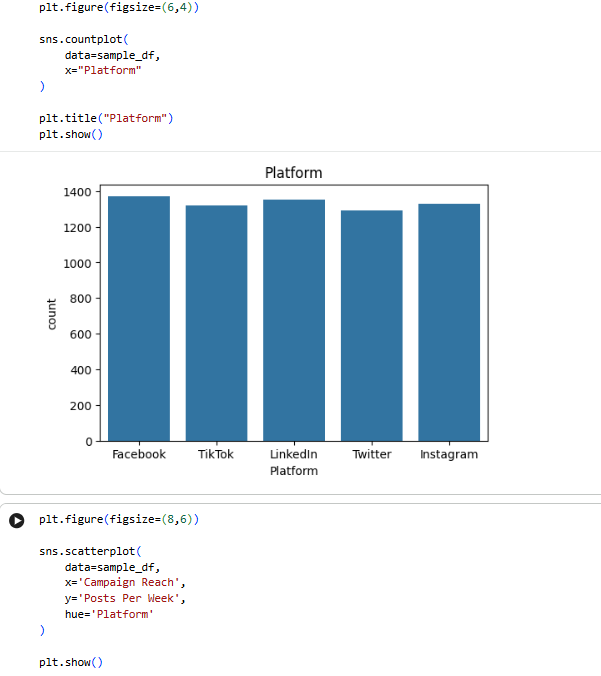 plt.figure(figsize=(6,4))
sns.countplot(
    data=sample_df,
    x="Platform"
)
plt.title("Platform")
plt.show()
Platform
1400
1200
1000
800
600
400
200
0
count
Facebook TikTok LinkedIn Twitter Instagram
Platform
plt.figure(figsize=(8,6))
sns.scatterplot(
    data=sample_df,
    x='Campaign Reach',
    y='Posts Per Week',
    hue='Platform'
)
plt.show()